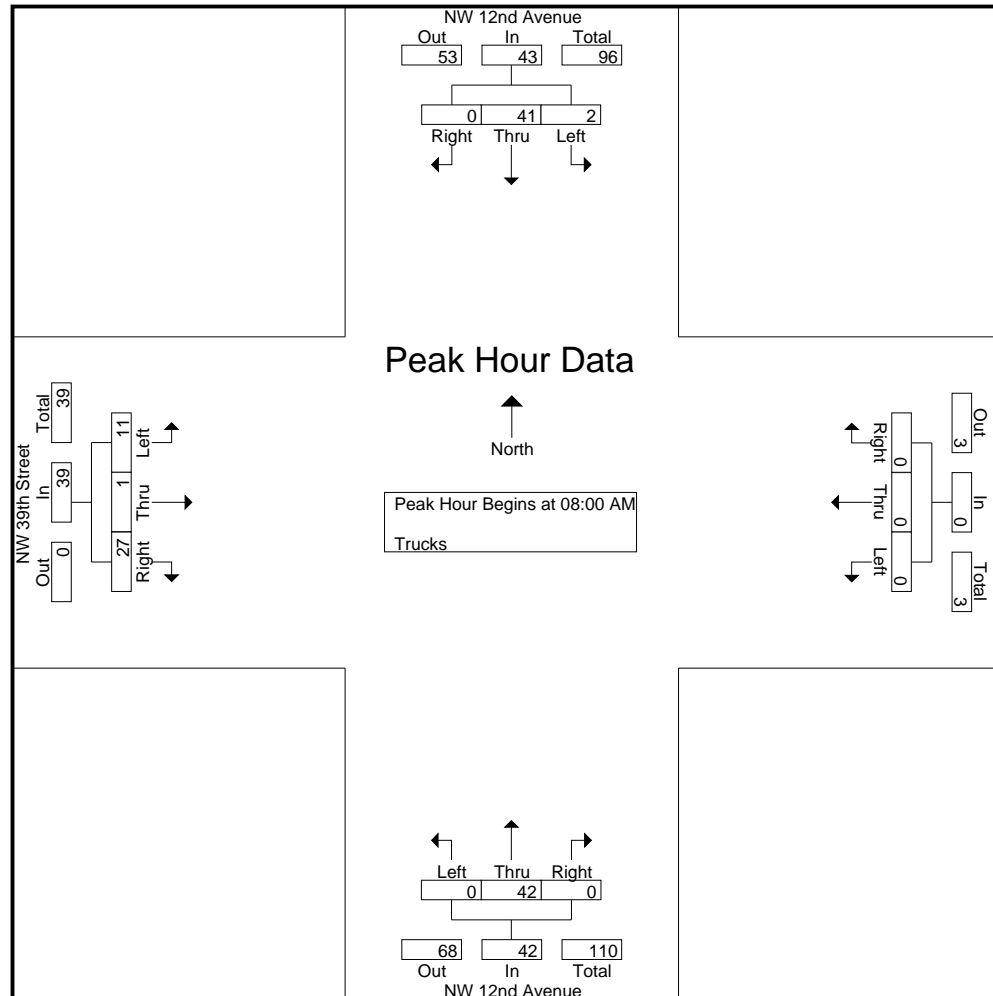 NW 12nd Avenue
Out In Total
53 43 96
0 41 2
Right Thru Left
Peak Hour Data
North
Peak Hour Begins at 08:00 AM
Trucks
NW 39th Street
Out In Total
0 39 39
27 1 11
Right Thru Left
Out In Total
3 0 3
Right Thru Left
0 0 0
Left Thru Right
0 42 0
68 42 110
Out In Total
NW 12nd Avenue